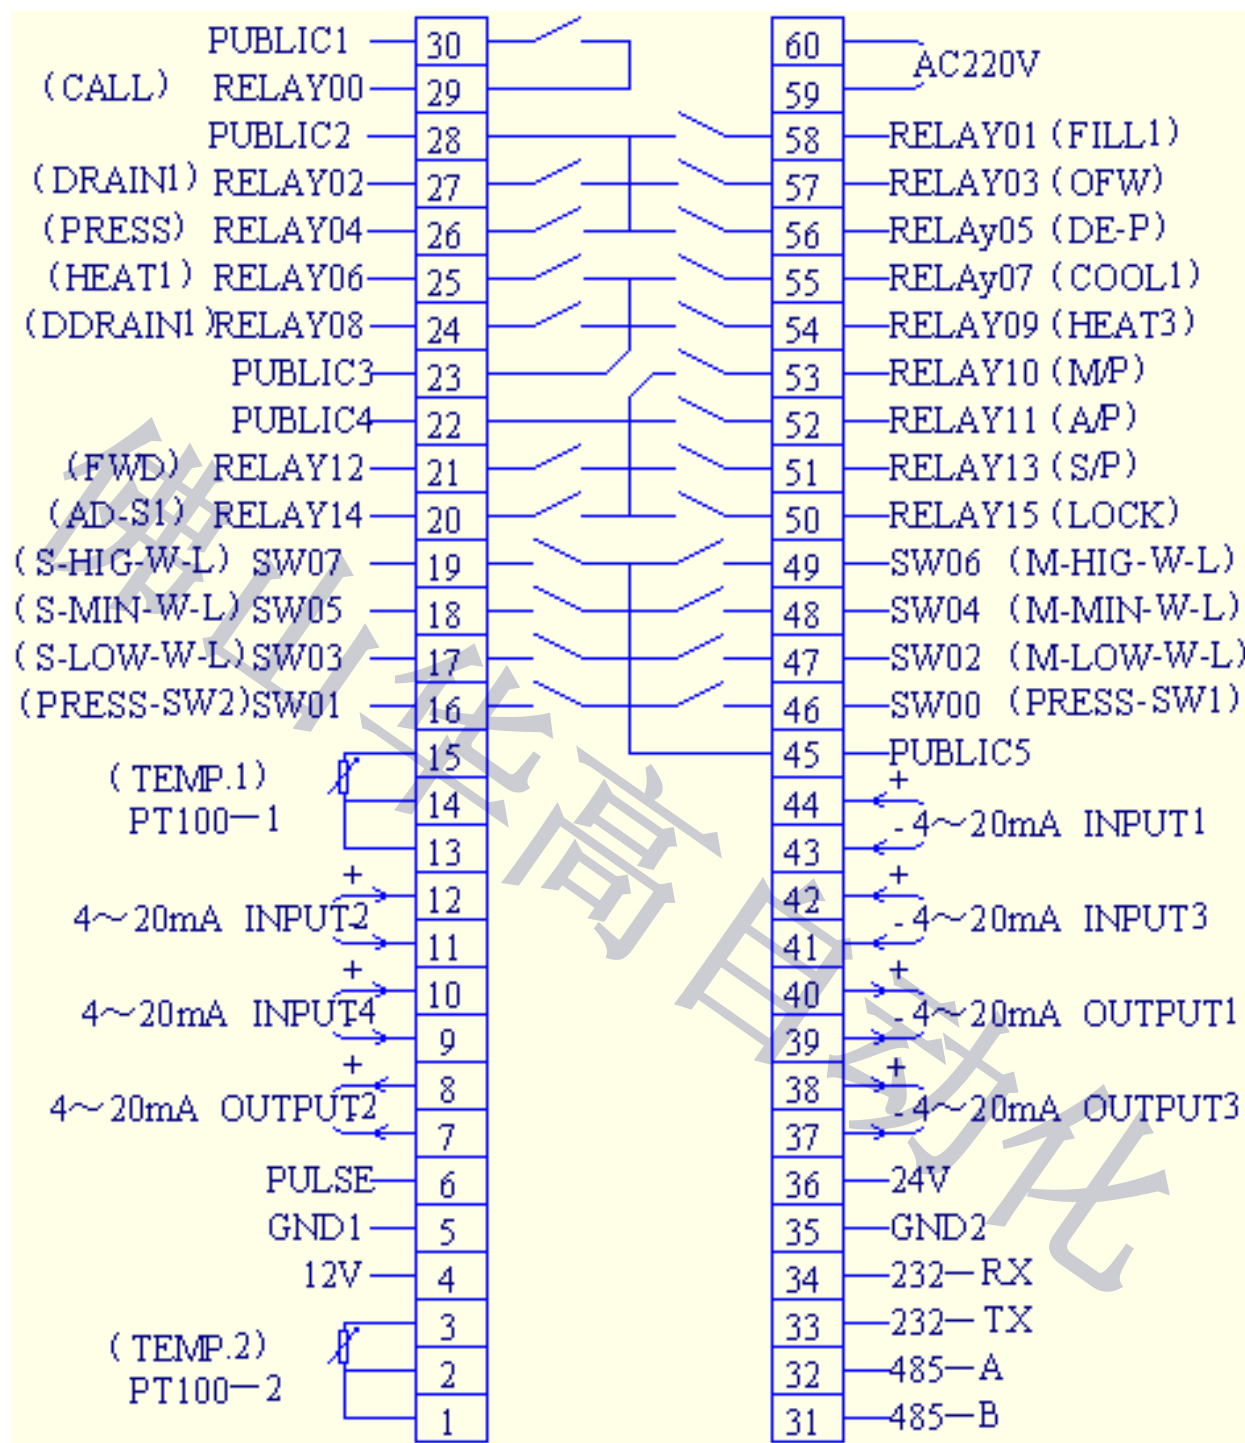 PUBLIC1 30 60
AC220V
(CALL) RELAY00 29 59
PUBLIC2 28 58 RELAY01 (FILL1)
(DRAIN1) RELAY02 27 57 RELAY03 (OFW)
(PRESS) RELAY04 26 56 RELAy05 (DE-P)
(HEAT1) RELAY06 25 55 RELAy07 (COOL1)
(DDRAIN1)RELAY08 24 54 RELAY09 (HEAT3)
PUBLIC3 23 53 RELAY10 (M/P)
PUBLIC4 22 52 RELAY11 (A/P)
(FWD) RELAY12 21 51 RELAY13 (S/P)
(AD-S1) RELAY14 20 50 RELAY15 (LOCK)
(S-HIG-W-L) SW07 19 49 SW06 (M-HIG-W-L)
(S-MIN-W-L) SW05 18 48 SW04 (M-MIN-W-L)
(S-LOW-W-L) SW03 17 47 SW02 (M-LOW-W-L)
(PRESS-SW2)SW01 16 46 SW00 (PRESS-SW1)
15 45 PUBLIC5
(TEMP.1)
+
14 44
PT100-1 - 4~20mA INPUT1
13 43
+ +
12 42
4~20mA INPUT2 - 4~20mA INPUT3
11 41
+ +
10 40
4~20mA INPUT4 - 4~20mA OUTPUT1
9 39
+ +
8 38
4~20mA OUTPUT2 - 4~20mA OUTPUT3
7 37
PULSE 6 36 24V
GND1 5 35 GND2
12V 4 34 232-RX
3 33 232-TX
(TEMP.2)
2 32 485-A
PT100-2
1 31 485-B
佛山华高自动化